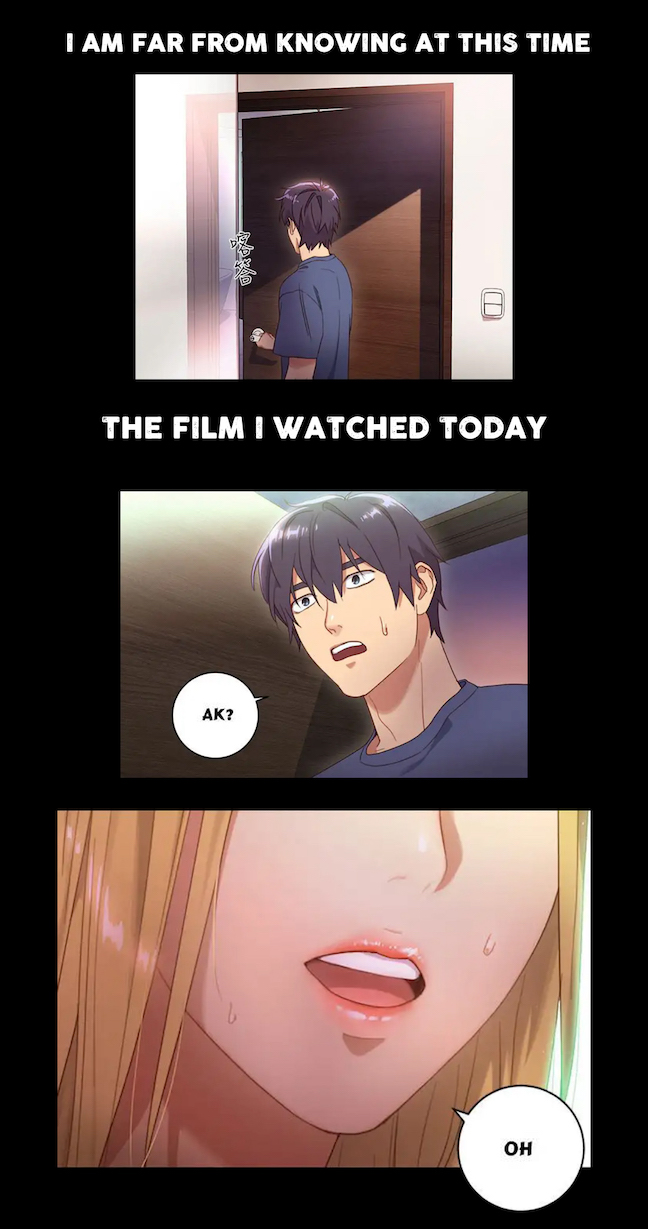 I AM FAR FROM KNOWING AT THIS TIME
喀答
THE FILM I WATCHED TODAY
AK?
OH